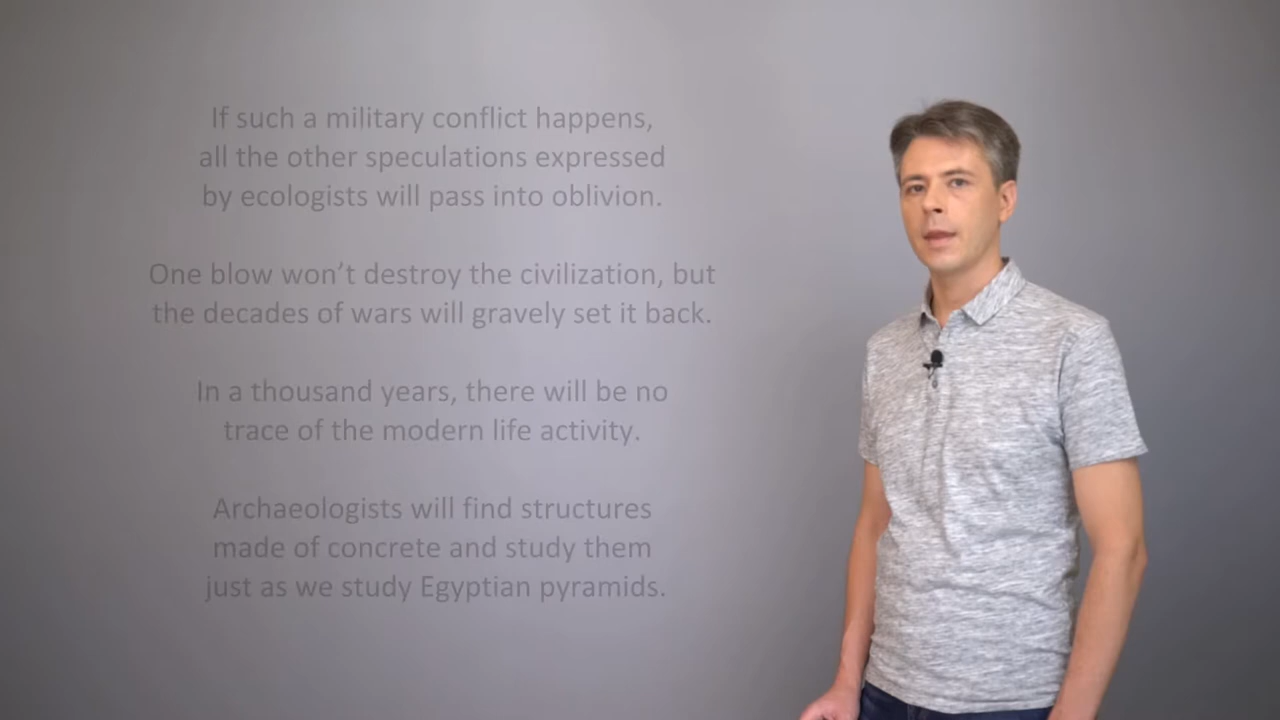 If such a military conflict happens,
all the other speculations expressed
by ecologists will pass into oblivion.
One blow won’t destroy the civilization, but
the decades of wars will gravely set it back.
In a thousand years, there will be no
trace of the modern life activity.
Archaeologists will find structures
made of concrete and study them
just as we study Egyptian pyramids.